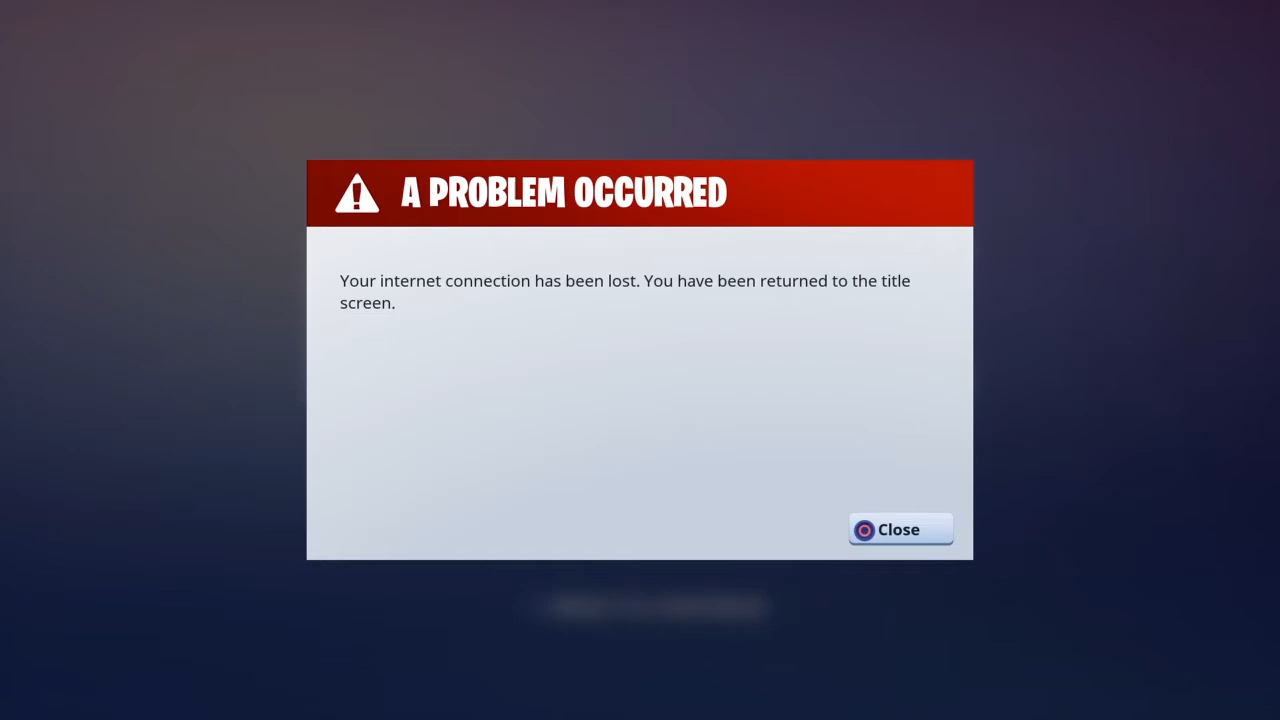 A PROBLEM OCCURRED
Your internet connection has been lost. You have been returned to the title
screen.
Close